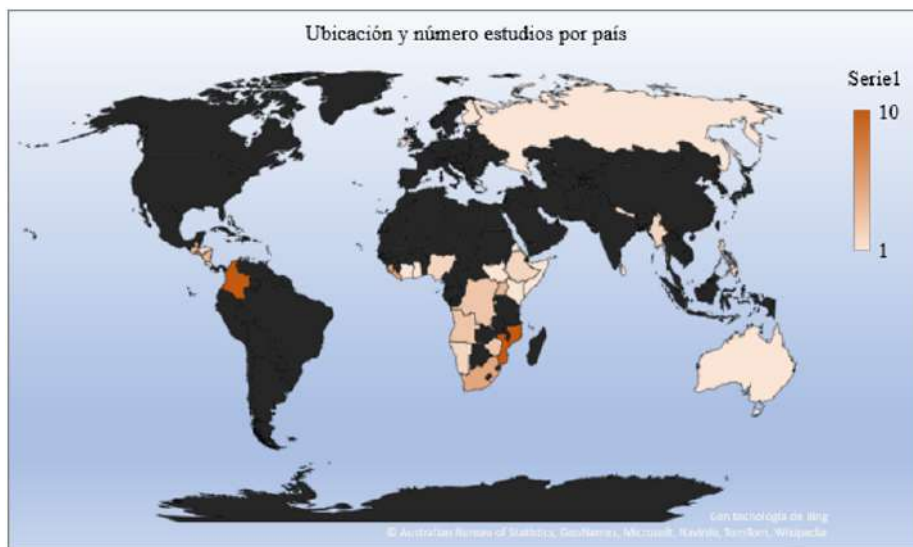 Ubicación y número estudios por país
Serie1
10
1
Con tecnología de Bing
© Australian Bureau of Statistics, GeoNames, Microsoft, Navinfo, TomTom, Wikipedia